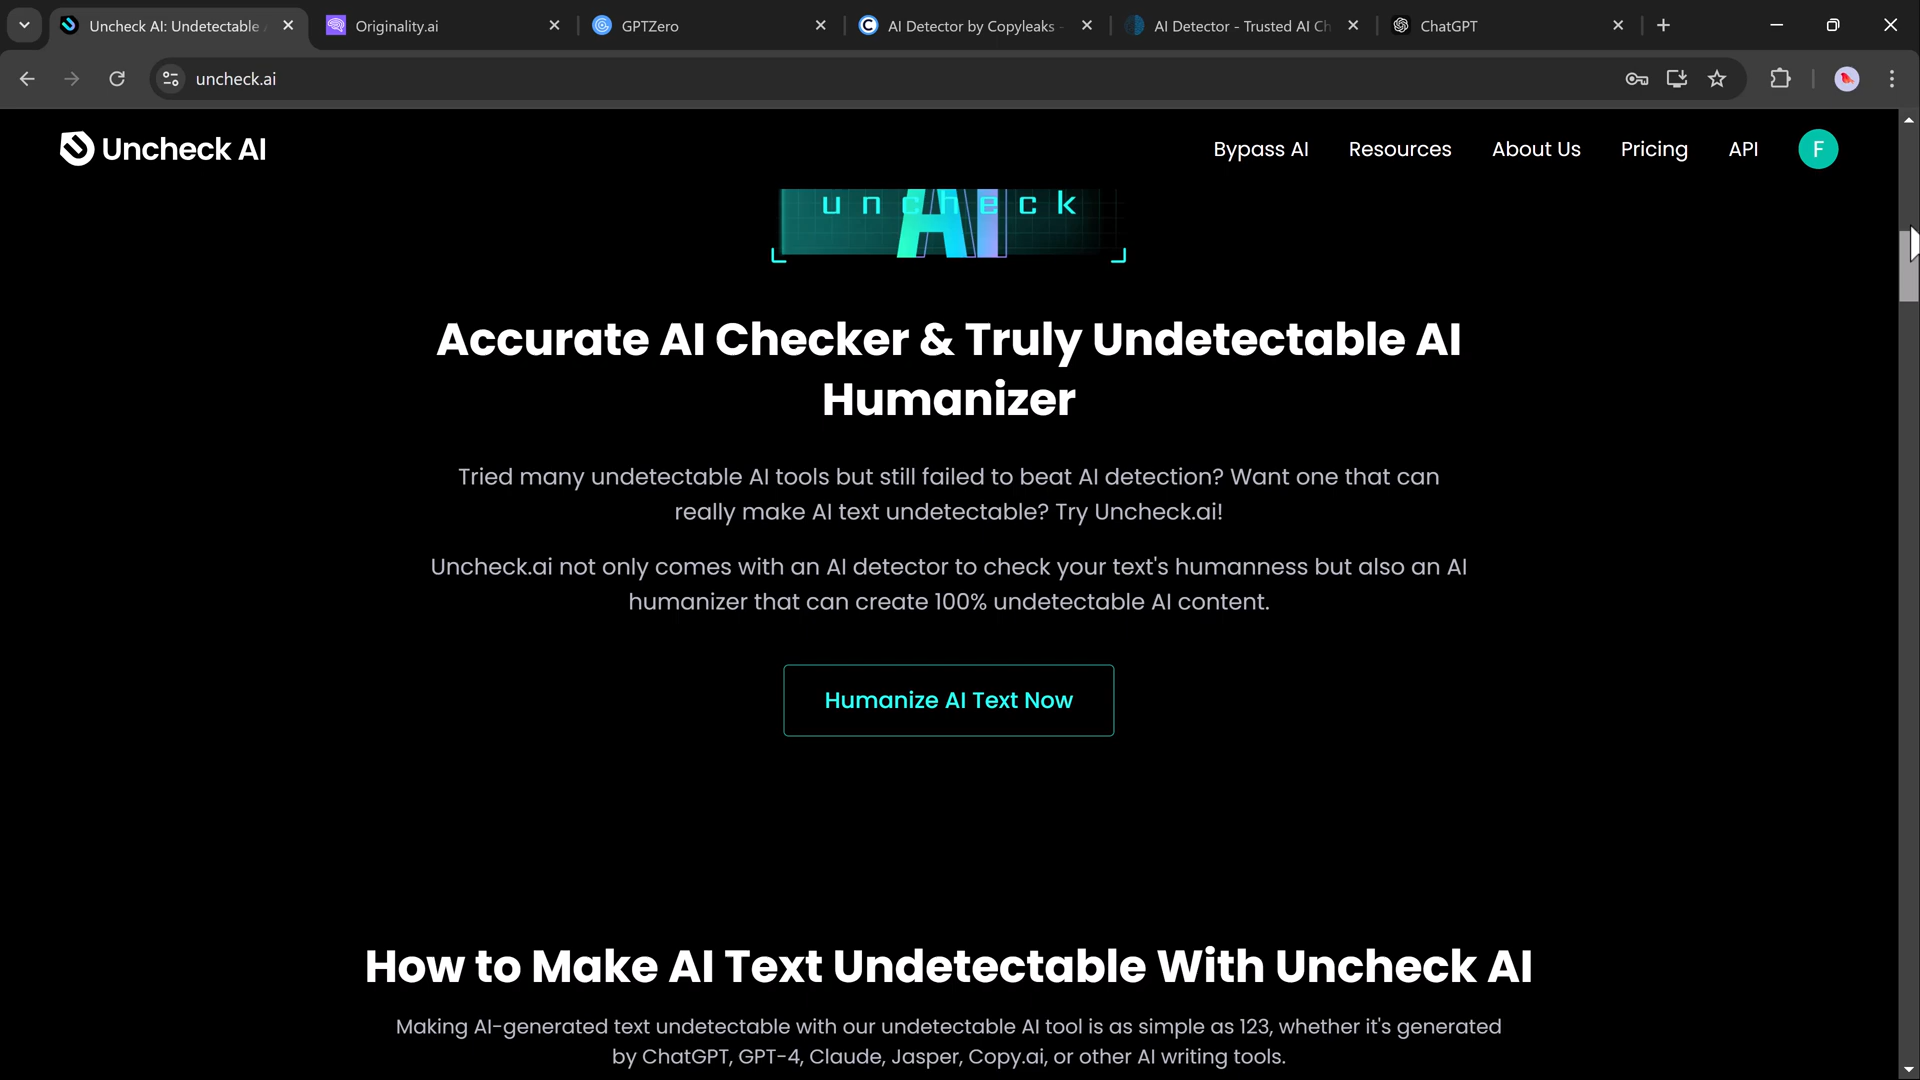 Uncheck AI: Undetectable
Originality.ai
GPTZero
AI Detector by Copyleaks -
AI Detector - Trusted AI Ch
ChatGPT
uncheck.ai
Uncheck AI
Bypass AI
Resources
About Us
Pricing
API
F
uncheck
AI
Accurate AI Checker & Truly Undetectable AI
Humanizer
Tried many undetectable AI tools but still failed to beat AI detection? Want one that can
really make AI text undetectable? Try Uncheck.ai!
Uncheck.ai not only comes with an AI detector to check your text's humanness but also an AI
humanizer that can create 100% undetectable AI content.
Humanize AI Text Now
How to Make AI Text Undetectable With Uncheck AI
Making AI-generated text undetectable with our undetectable AI tool is as simple as 123, whether it's generated
by ChatGPT, GPT-4, Claude, Jasper, Copy.ai, or other AI writing tools.